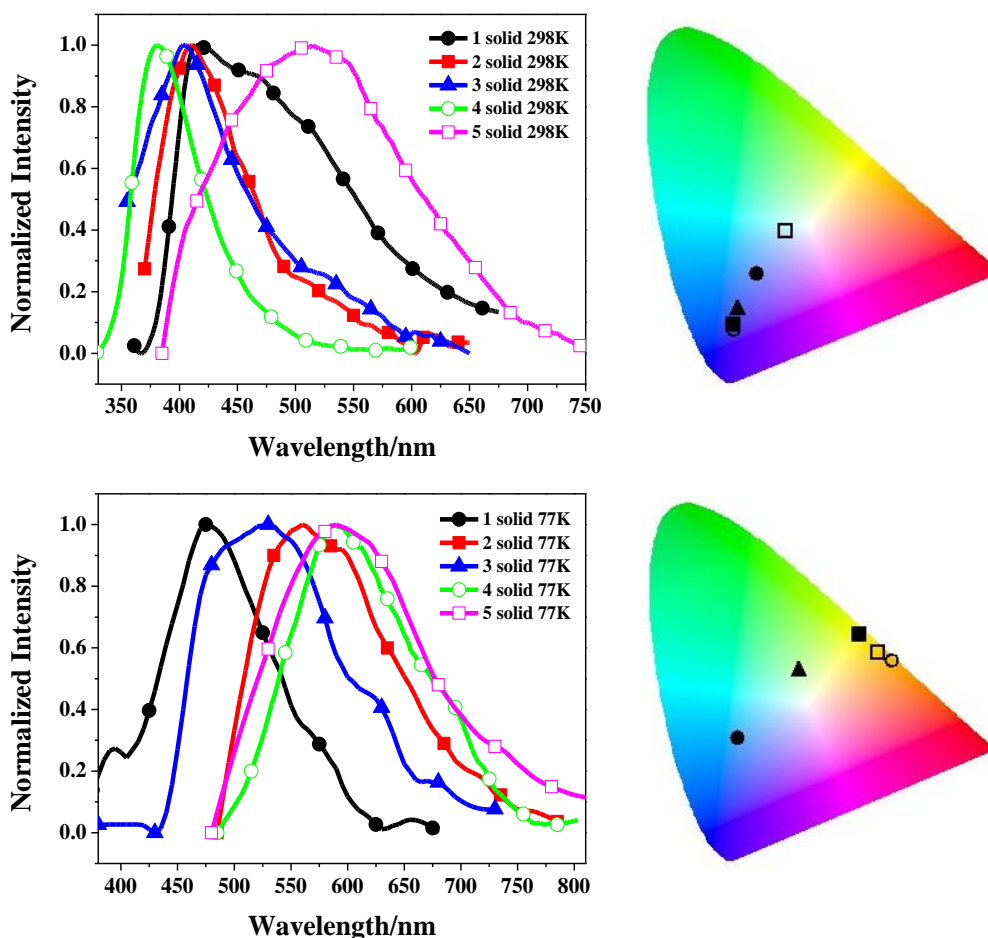 Normalized Intensity
1.0
0.8
0.6
0.4
0.2
0.0
1 solid 298K
2 solid 298K
3 solid 298K
4 solid 298K
5 solid 298K
350 400 450 500 550 600 650 700 750
Wavelength/nm
Normalized Intensity
1.0
0.8
0.6
0.4
0.2
0.0
1 solid 77K
2 solid 77K
3 solid 77K
4 solid 77K
5 solid 77K
400 450 500 550 600 650 700 750 800
Wavelength/nm